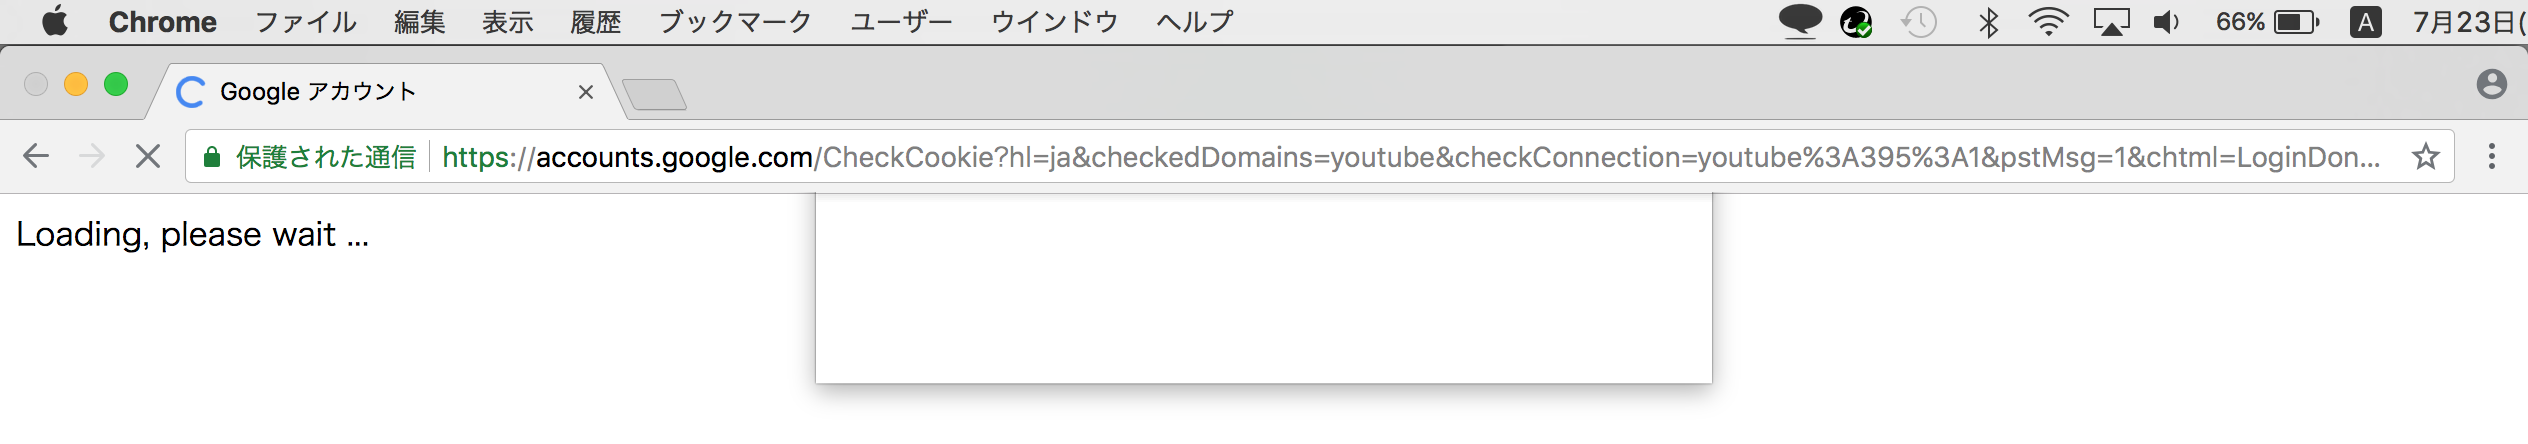 Chrome ファイル 編集 表示 履歴 ブックマーク ユーザー ウインドウ ヘルプ 66% A 7月23日(
Google アカウント
保護された通信 https://accounts.google.com/CheckCookie?hl=ja&checkedDomains=youtube&checkConnection=youtube%3A395%3A1&pstMsg=1&chtml=LoginDon...
Loading, please wait ...